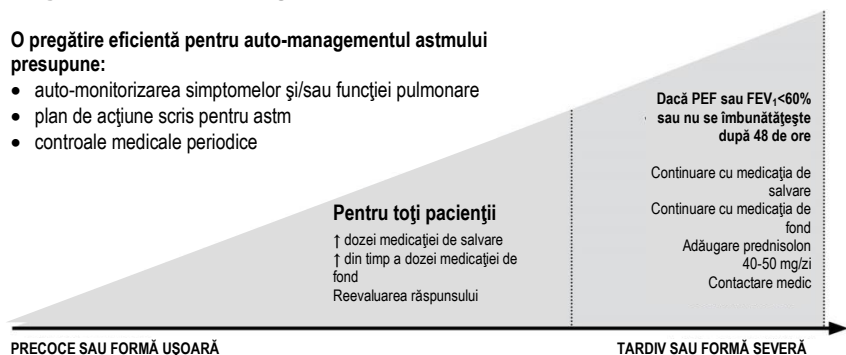 O pregătire eficientă pentru auto-managementul astmului
presupune:
• auto-monitorizarea simptomelor şi/sau funcţiei pulmonare
• plan de acţiune scris pentru astm
• controale medicale periodice
Dacă PEF sau FEV₁<60%
sau nu se îmbunătăţeşte
după 48 de ore
Continuare cu medicaţia de
salvare
Continuare cu medicaţia de
fond
Adăugare prednisolon
40-50 mg/zi
Contactare medic
Pentru toţi pacienţii
↑ dozei medicaţiei de salvare
↑ din timp a dozei medicaţiei de
fond
Reevaluarea răspunsului
PRECOCE SAU FORMĂ UŞOARĂ
TARDIV SAU FORMĂ SEVERĂ